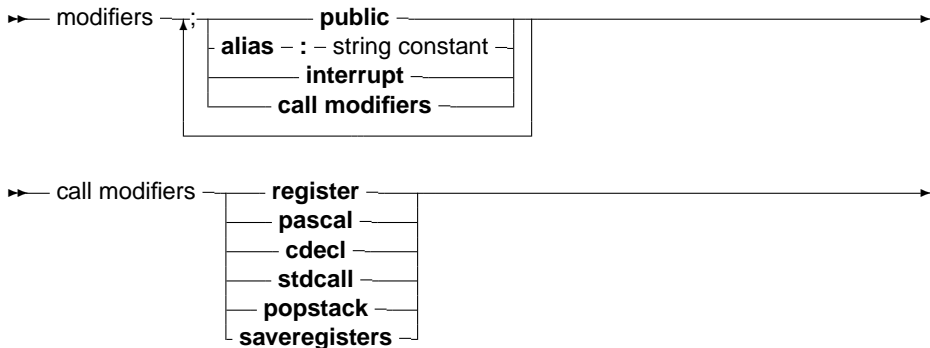 modifiers ; public
alias : string constant
interrupt
call modifiers
call modifiers register
pascal
cdecl
stdcall
popstack
saveregisters